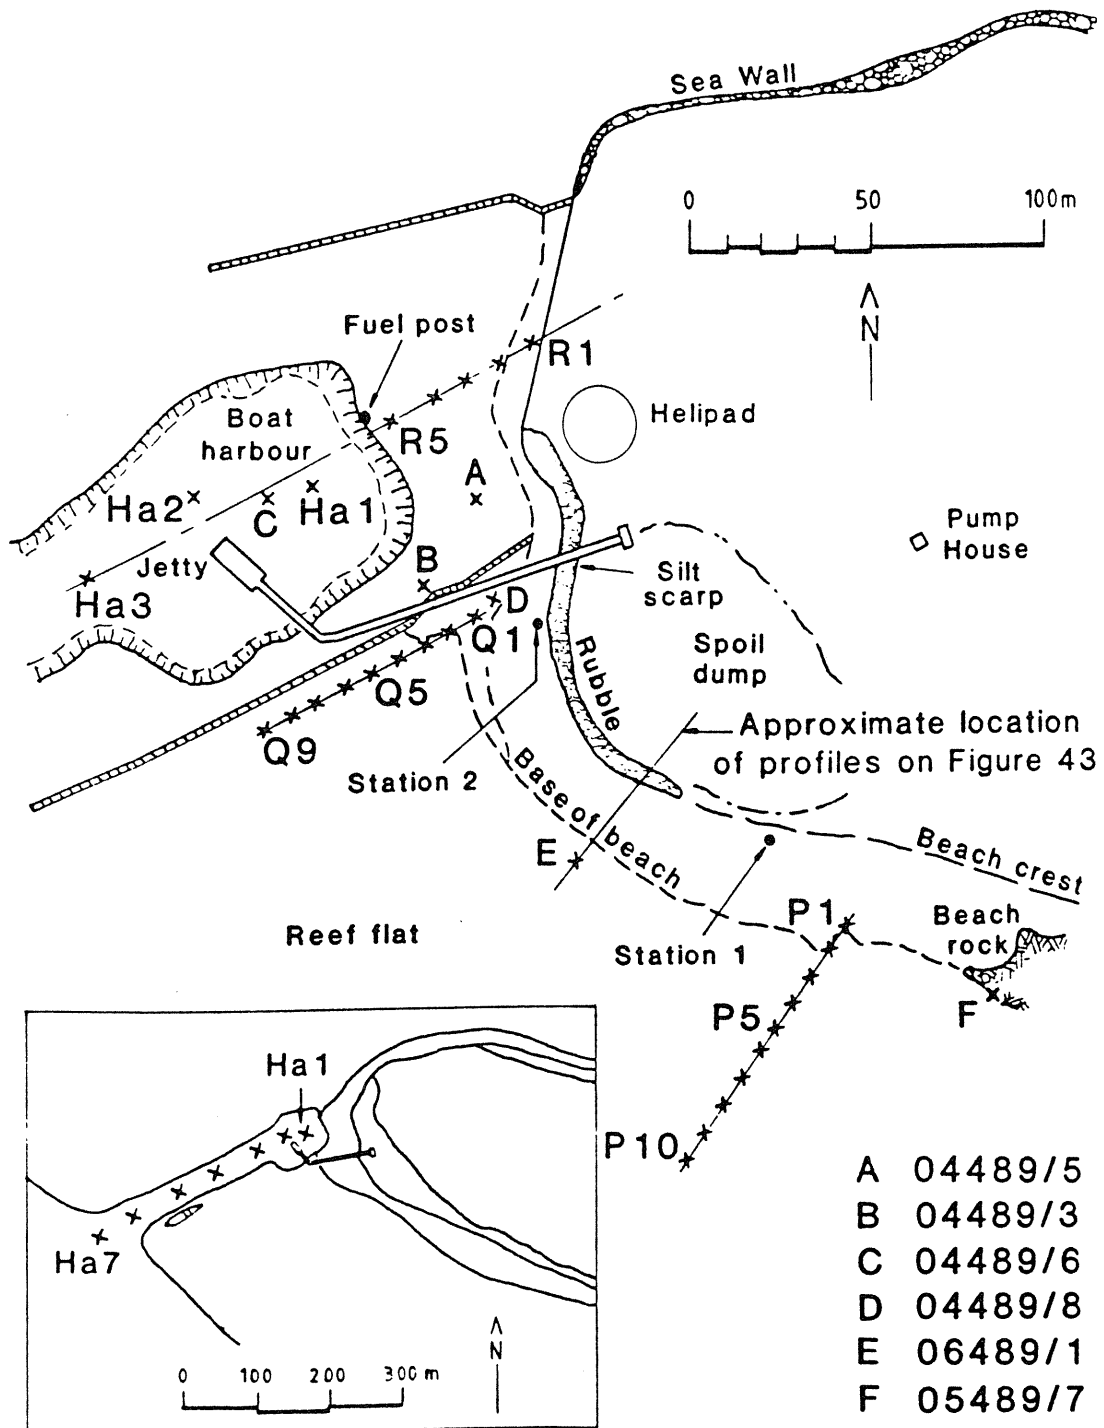 Sea Wall
0 50 100m
N
Fuel post
R1
Boat
harbour
R5
Helipad
A
Ha2
C
Ha1
Pump
House
Jetty
B
Silt
scarp
Ha3
D
Q1
Spoil
dump
Rubble
Q5
Approximate location
of profiles on Figure 43
Q9
Station 2
Base of beach
E
Beach crest
P1
Beach
rock
Reef flat
Station 1
P5
F
Ha1
P10
Ha7
N
0 100 200 300m
A 04489/5
B 04489/3
C 04489/6
D 04489/8
E 06489/1
F 05489/7